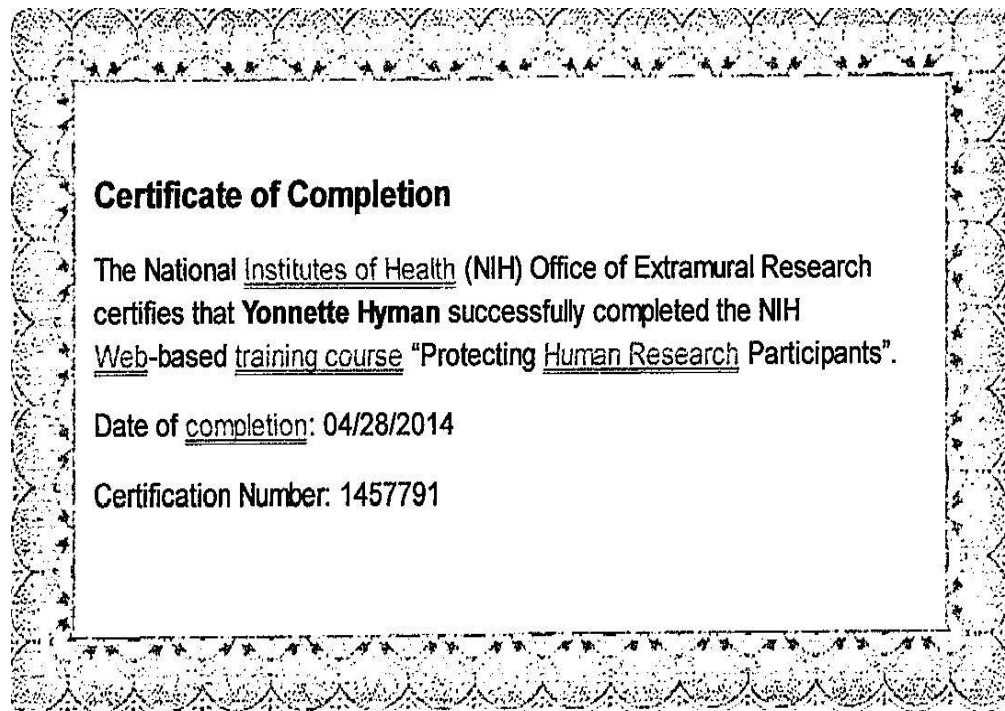 Certificate of Completion
The National Institutes of Health (NIH) Office of Extramural Research
certifies that Yonnette Hyman successfully completed the NIH
Web-based training course “Protecting Human Research Participants”.
Date of completion: 04/28/2014
Certification Number: 1457791